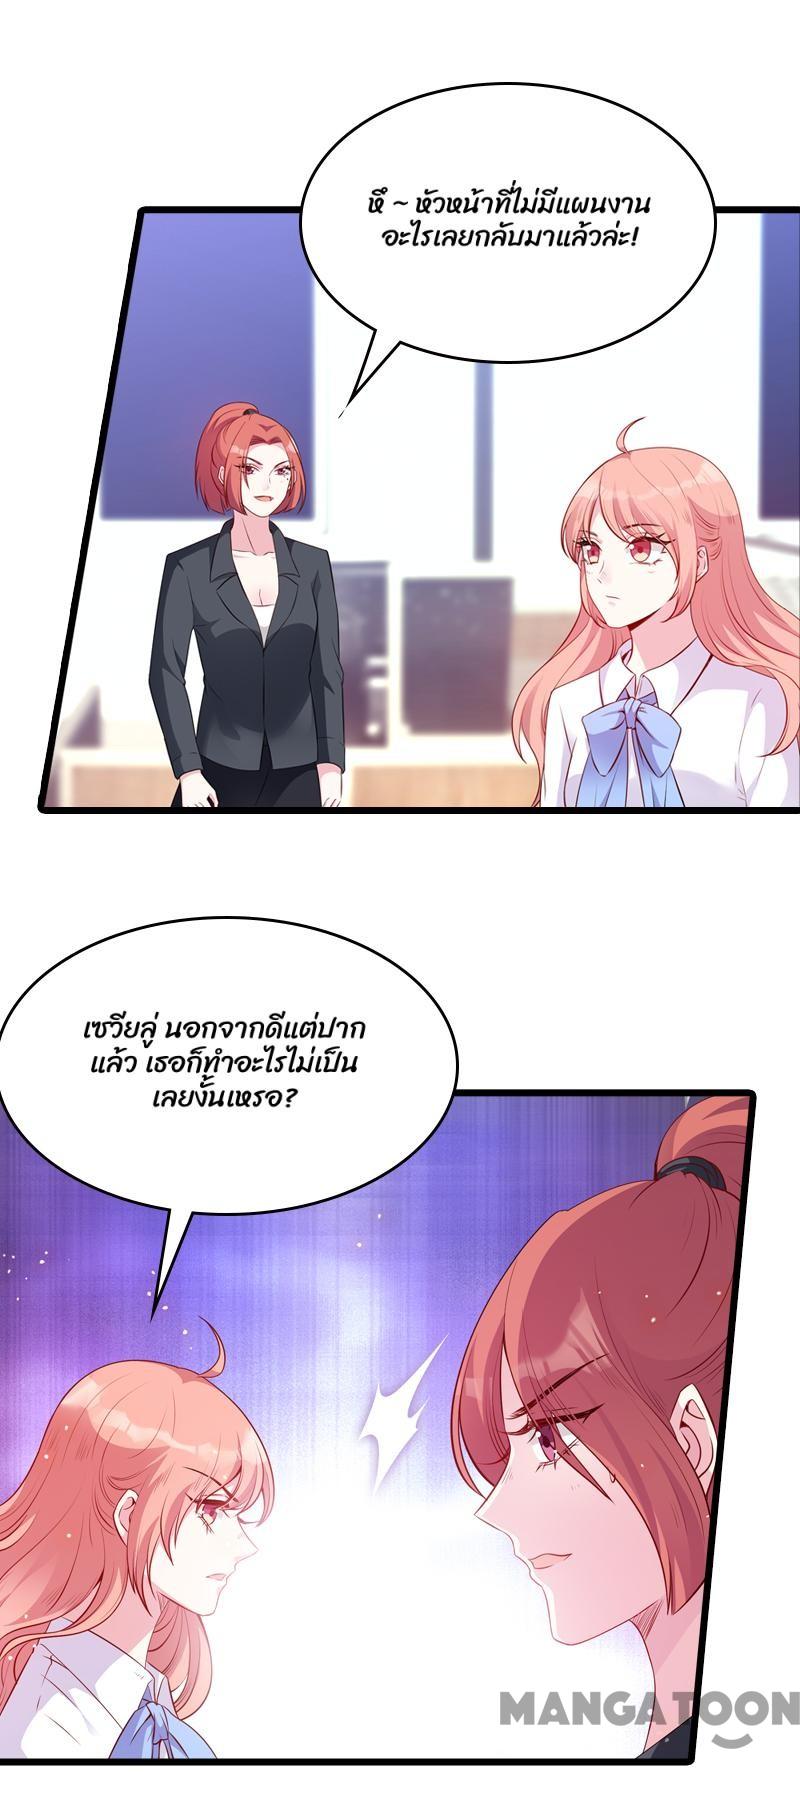 หึ ~ หัวหน้าที่ไม่มีแผนงาน
อะไรเลยกลับมาแล้วล่ะ!
เซวียลู่ นอกจากดีแต่ปาก
แล้ว เธอก็ทำอะไรไม่เป็น
เลยงั้นเหรอ?
MANGATOON